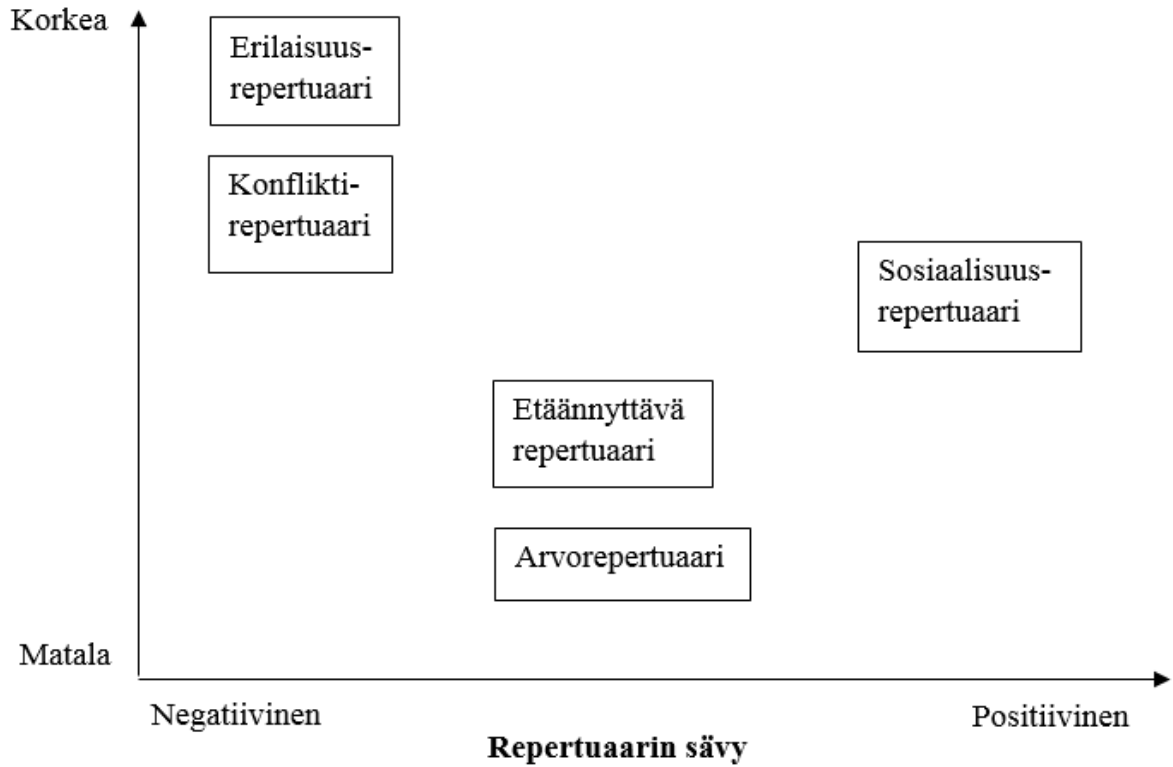 Korkea
Erilaisuus-
repertuaari
Konflikti-
repertuaari
Sosiaalisuus-
repertuaari
Etäännyttävä
repertuaari
Arvorepertuaari
Matala
Negatiivinen
Positiivinen
Repertuaarin sävy